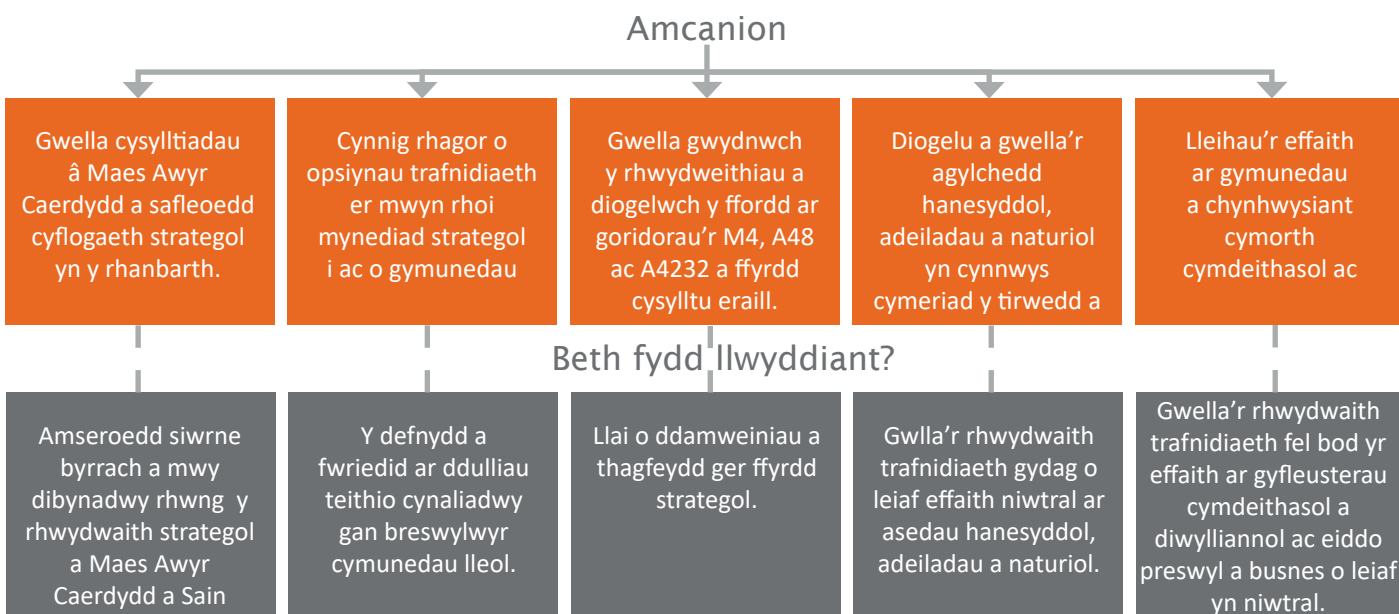 Amcanion
Gwella cysylltiadau
â Maes Awyr
Caerdydd a safleoedd
cyflogaeth strategol
yn y rhanbarth.
Cynnig rhagor o
opsiynau trafnidiaeth
er mwyn rhoi
mynediad strategol
i ac o gymunedau
Gwella gwydnwch
y rhwydweithiau a
diogelwch y ffordd ar
goridorau'r M4, A48
ac A4232 a ffyrdd
cysylltu eraill.
Diogelu a gwella'r
agylchedd
hanesyddol,
adeiladau a naturiol
yn cynnwys
cymeriad y tirwedd a
Lleihau'r effaith
ar gymunedau
a chynhwysiant
cymorth
cymdeithasol ac
Beth fydd llwyddiant?
Amseroedd siwrne
byrrach a mwy
dibynadwy rhwng y
rhwydwaith strategol
a Maes Awyr
Caerdydd a Sain
Y defnydd a
fwriedid ar ddulliau
teithio cynaliadwy
gan breswylwyr
cymunedau lleol.
Llai o ddamweiniau a
thagfeydd ger ffyrdd
strategol.
Gwlla'r rhwydwaith
trafnidiaeth gydag o
leiaf effaith niwtral ar
asedau hanesyddol,
adeiladau a naturiol.
Gwella'r rhwydwaith
trafnidiaeth fel bod yr
effaith ar gyfleusterau
cymdeithasol a
diwylliannol ac eiddo
preswyl a busnes o leiaf
yn niwtral.